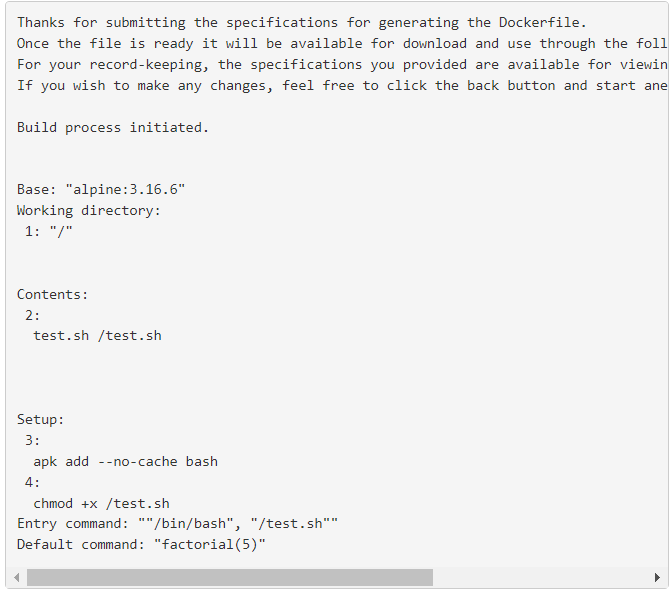 Thanks for submitting the specifications for generating the Dockerfile.
Once the file is ready it will be available for download and use through the foll
For your record-keeping, the specifications you provided are available for viewin
If you wish to make any changes, feel free to click the back button and start ane
Build process initiated.
Base: "alpine:3.16.6"
Working directory:
1: "/"
Contents:
2:
test.sh /test.sh
Setup:
3:
apk add --no-cache bash
4:
chmod +x /test.sh
Entry command: ""/bin/bash", "/test.sh""
Default command: "factorial(5)"